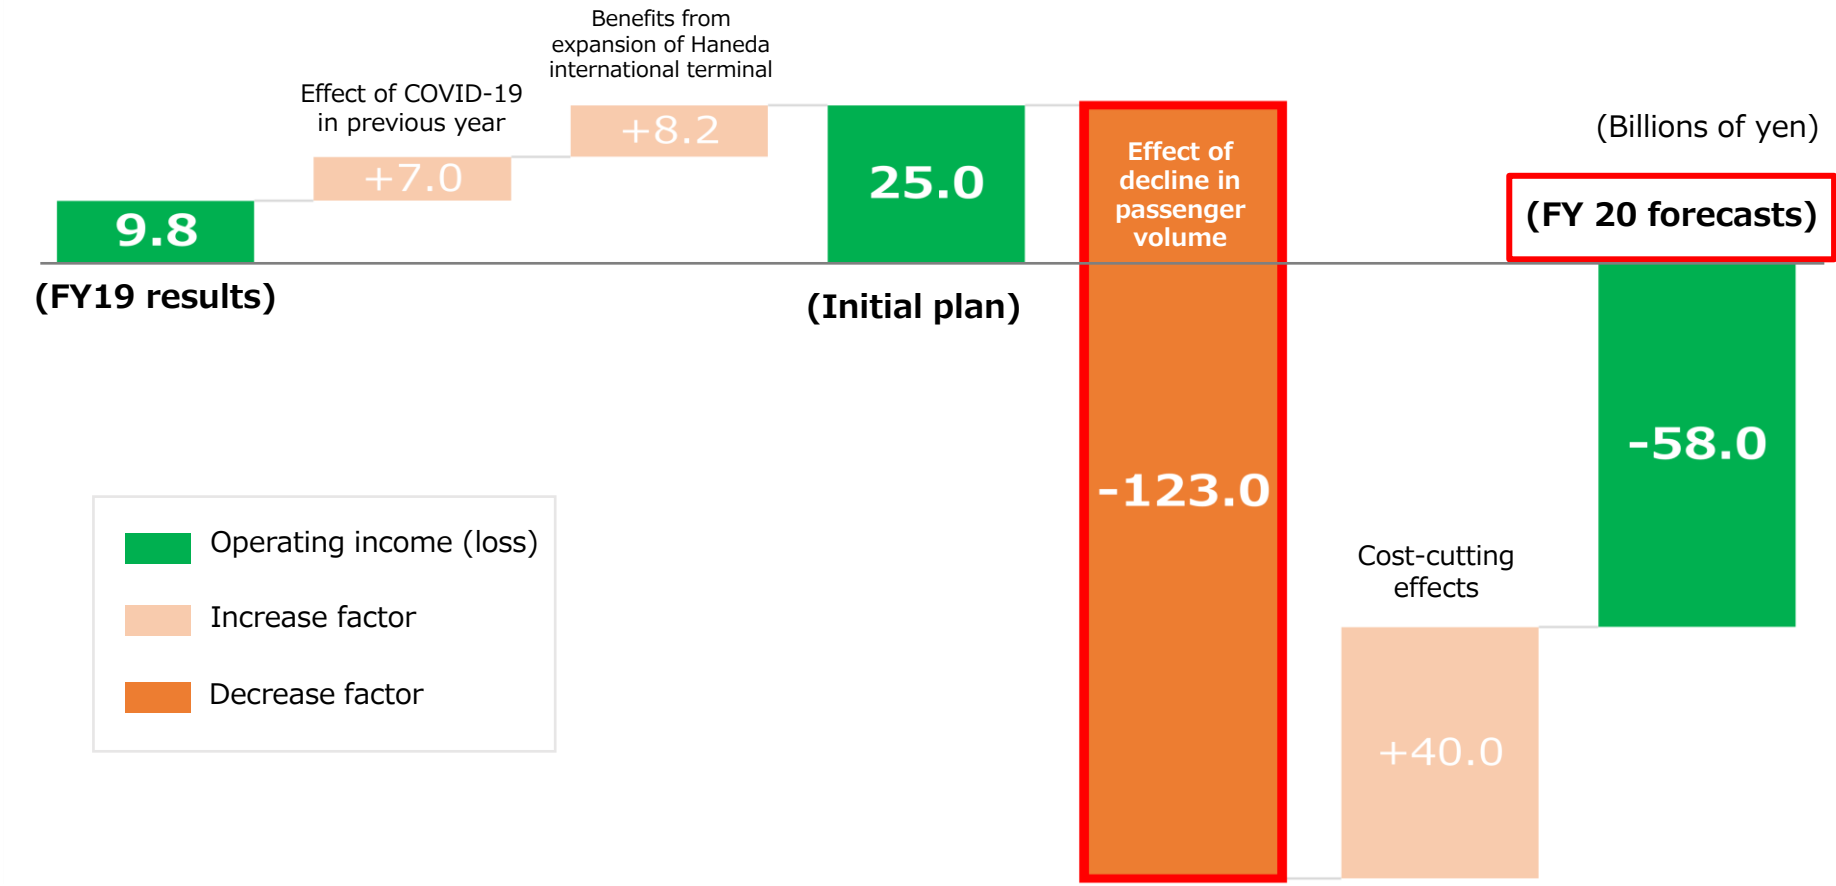 Benefits from
expansion of Haneda
international terminal
Effect of COVID-19
in previous year
+8.2
+7.0
9.8
(FY19 results)
25.0
(Initial plan)
Effect of
decline in
passenger
volume
-123.0
(Billions of yen)
(FY 20 forecasts)
-58.0
Cost-cutting
effects
+40.0
Operating income (loss)
Increase factor
Decrease factor